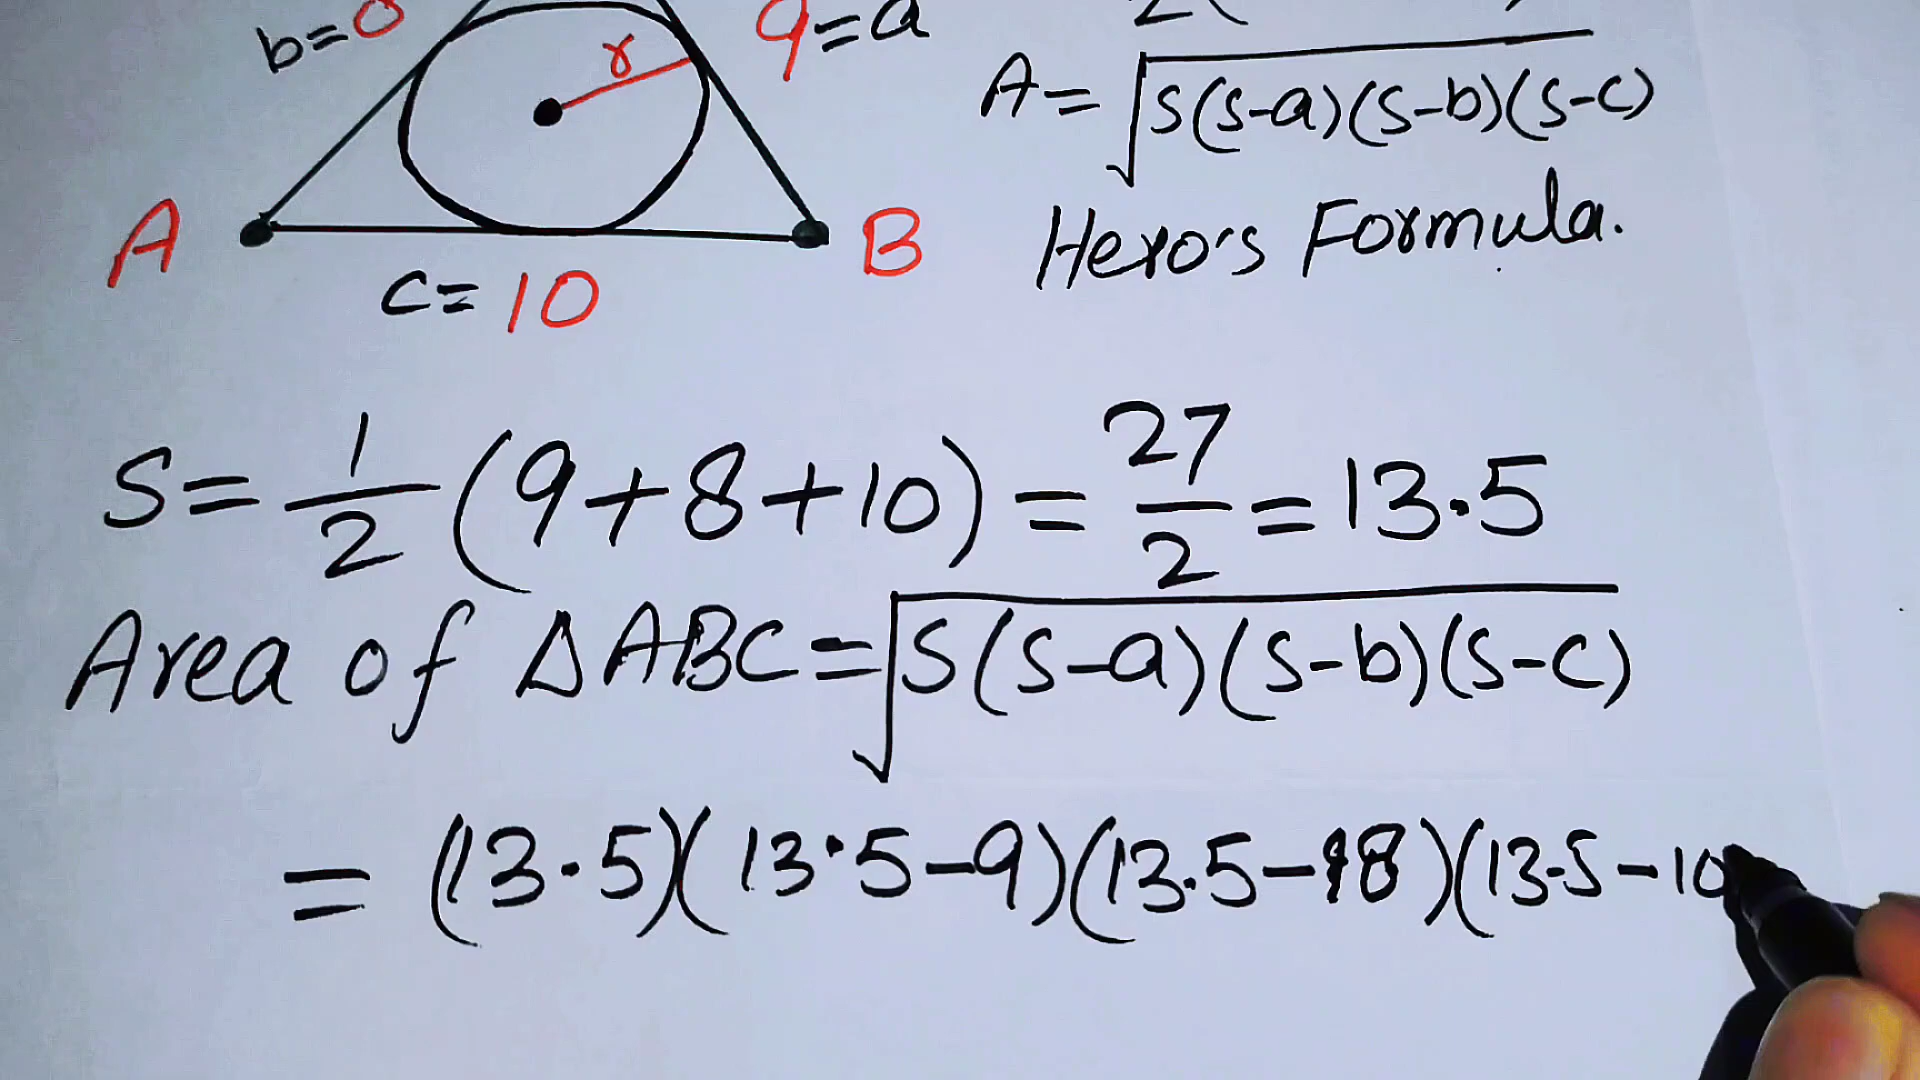 b=8 r 9=a
A=√S(S-a)(S-b)(S-c)
Hero's Formula.
A B
c=10
S=1/2(9+8+10)=27/2=13.5
Area of ΔABC=√S(S-a)(S-b)(S-c)
=(13.5)(13.5-9)(13.5-8)(13.5-10